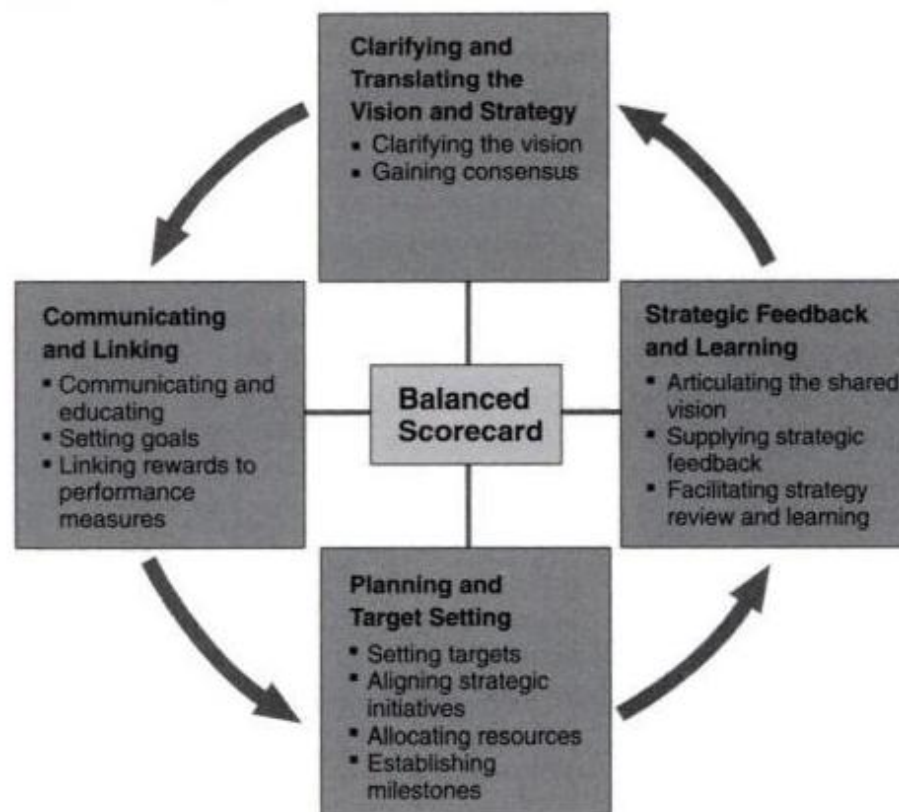 Clarifying and
Translating the
Vision and Strategy
▪ Clarifying the vision
▪ Gaining consensus
Communicating
and Linking
▪ Communicating and
educating
▪ Setting goals
▪ Linking rewards to
performance
measures
Balanced
Scorecard
Strategic Feedback
and Learning
▪ Articulating the shared
vision
▪ Supplying strategic
feedback
▪ Facilitating strategy
review and learning
Planning and
Target Setting
▪ Setting targets
▪ Aligning strategic
initiatives
▪ Allocating resources
▪ Establishing
milestones